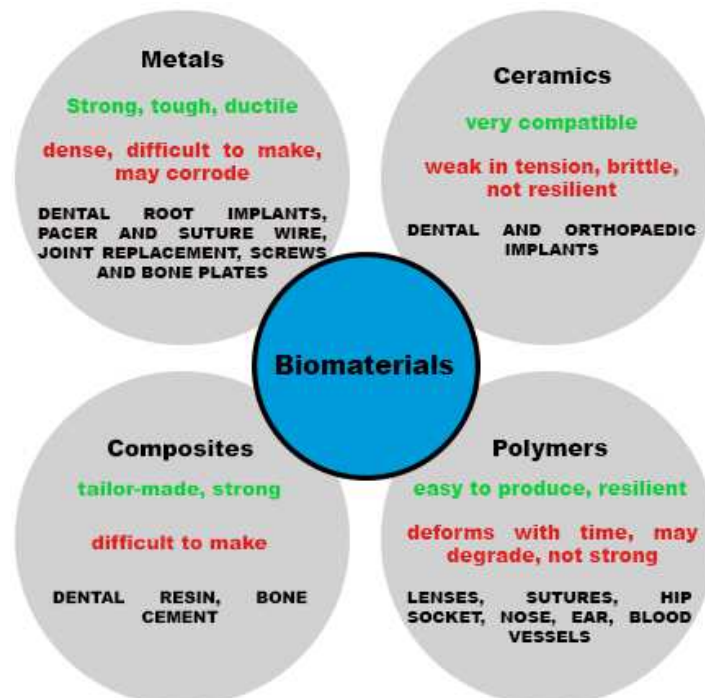 Metals
Strong, tough, ductile
dense, difficult to make,
may corrode
DENTAL ROOT IMPLANTS,
PACER AND SUTURE WIRE,
JOINT REPLACEMENT, SCREWS
AND BONE PLATES
Ceramics
very compatible
weak in tension, brittle,
not resilient
DENTAL AND ORTHOPAEDIC
IMPLANTS
Biomaterials
Composites
tailor-made, strong
difficult to make
DENTAL RESIN, BONE
CEMENT
Polymers
easy to produce, resilient
deforms with time, may
degrade, not strong
LENSES, SUTURES, HIP
SOCKET, NOSE, EAR, BLOOD
VESSELS